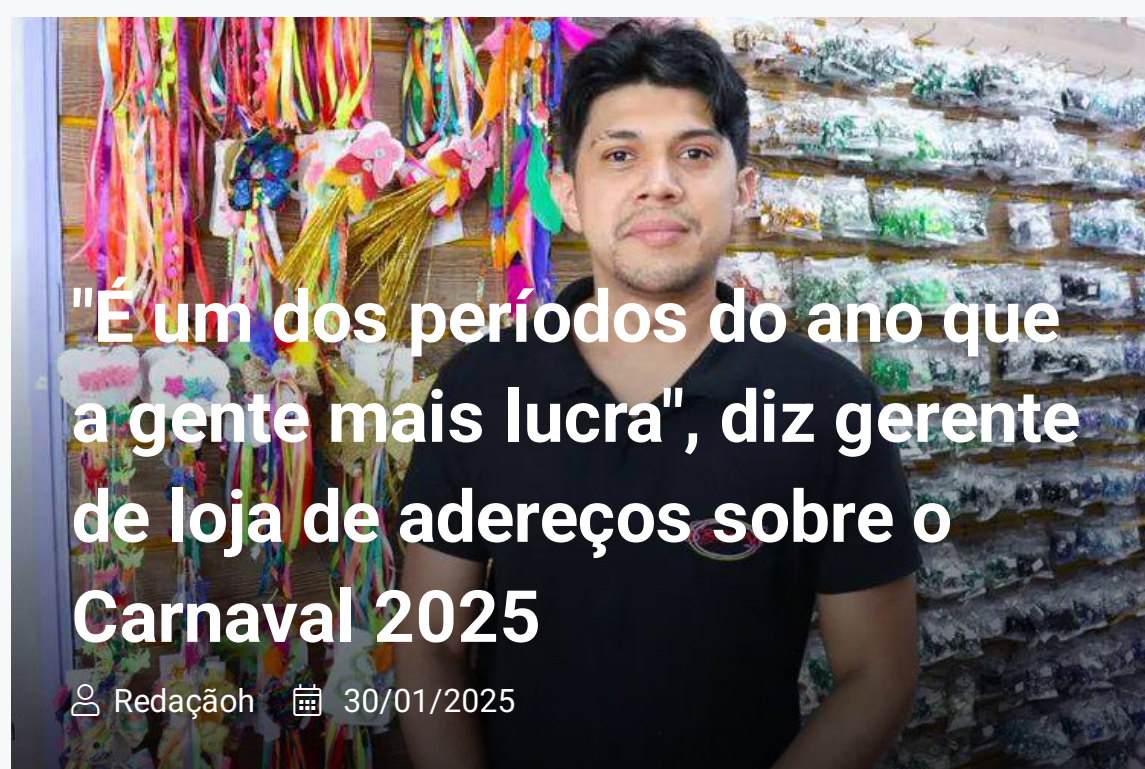 "É um dos períodos do ano que
a gente mais lucra", diz gerente
de loja de adereços sobre o
Carnaval 2025
Redaçãoh 30/01/2025